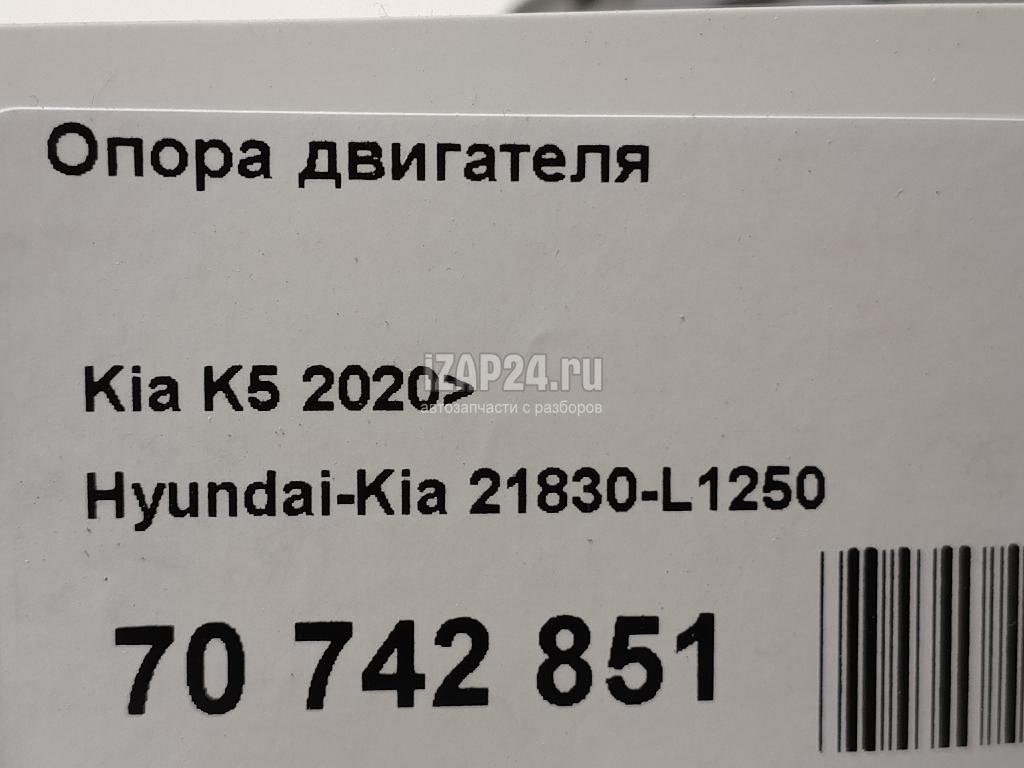 Опора двигателя
Kia K5 2020>
iZAP24.ru
автозапчасти с разборов
Hyundai-Kia 21830-L1250
70 742 851